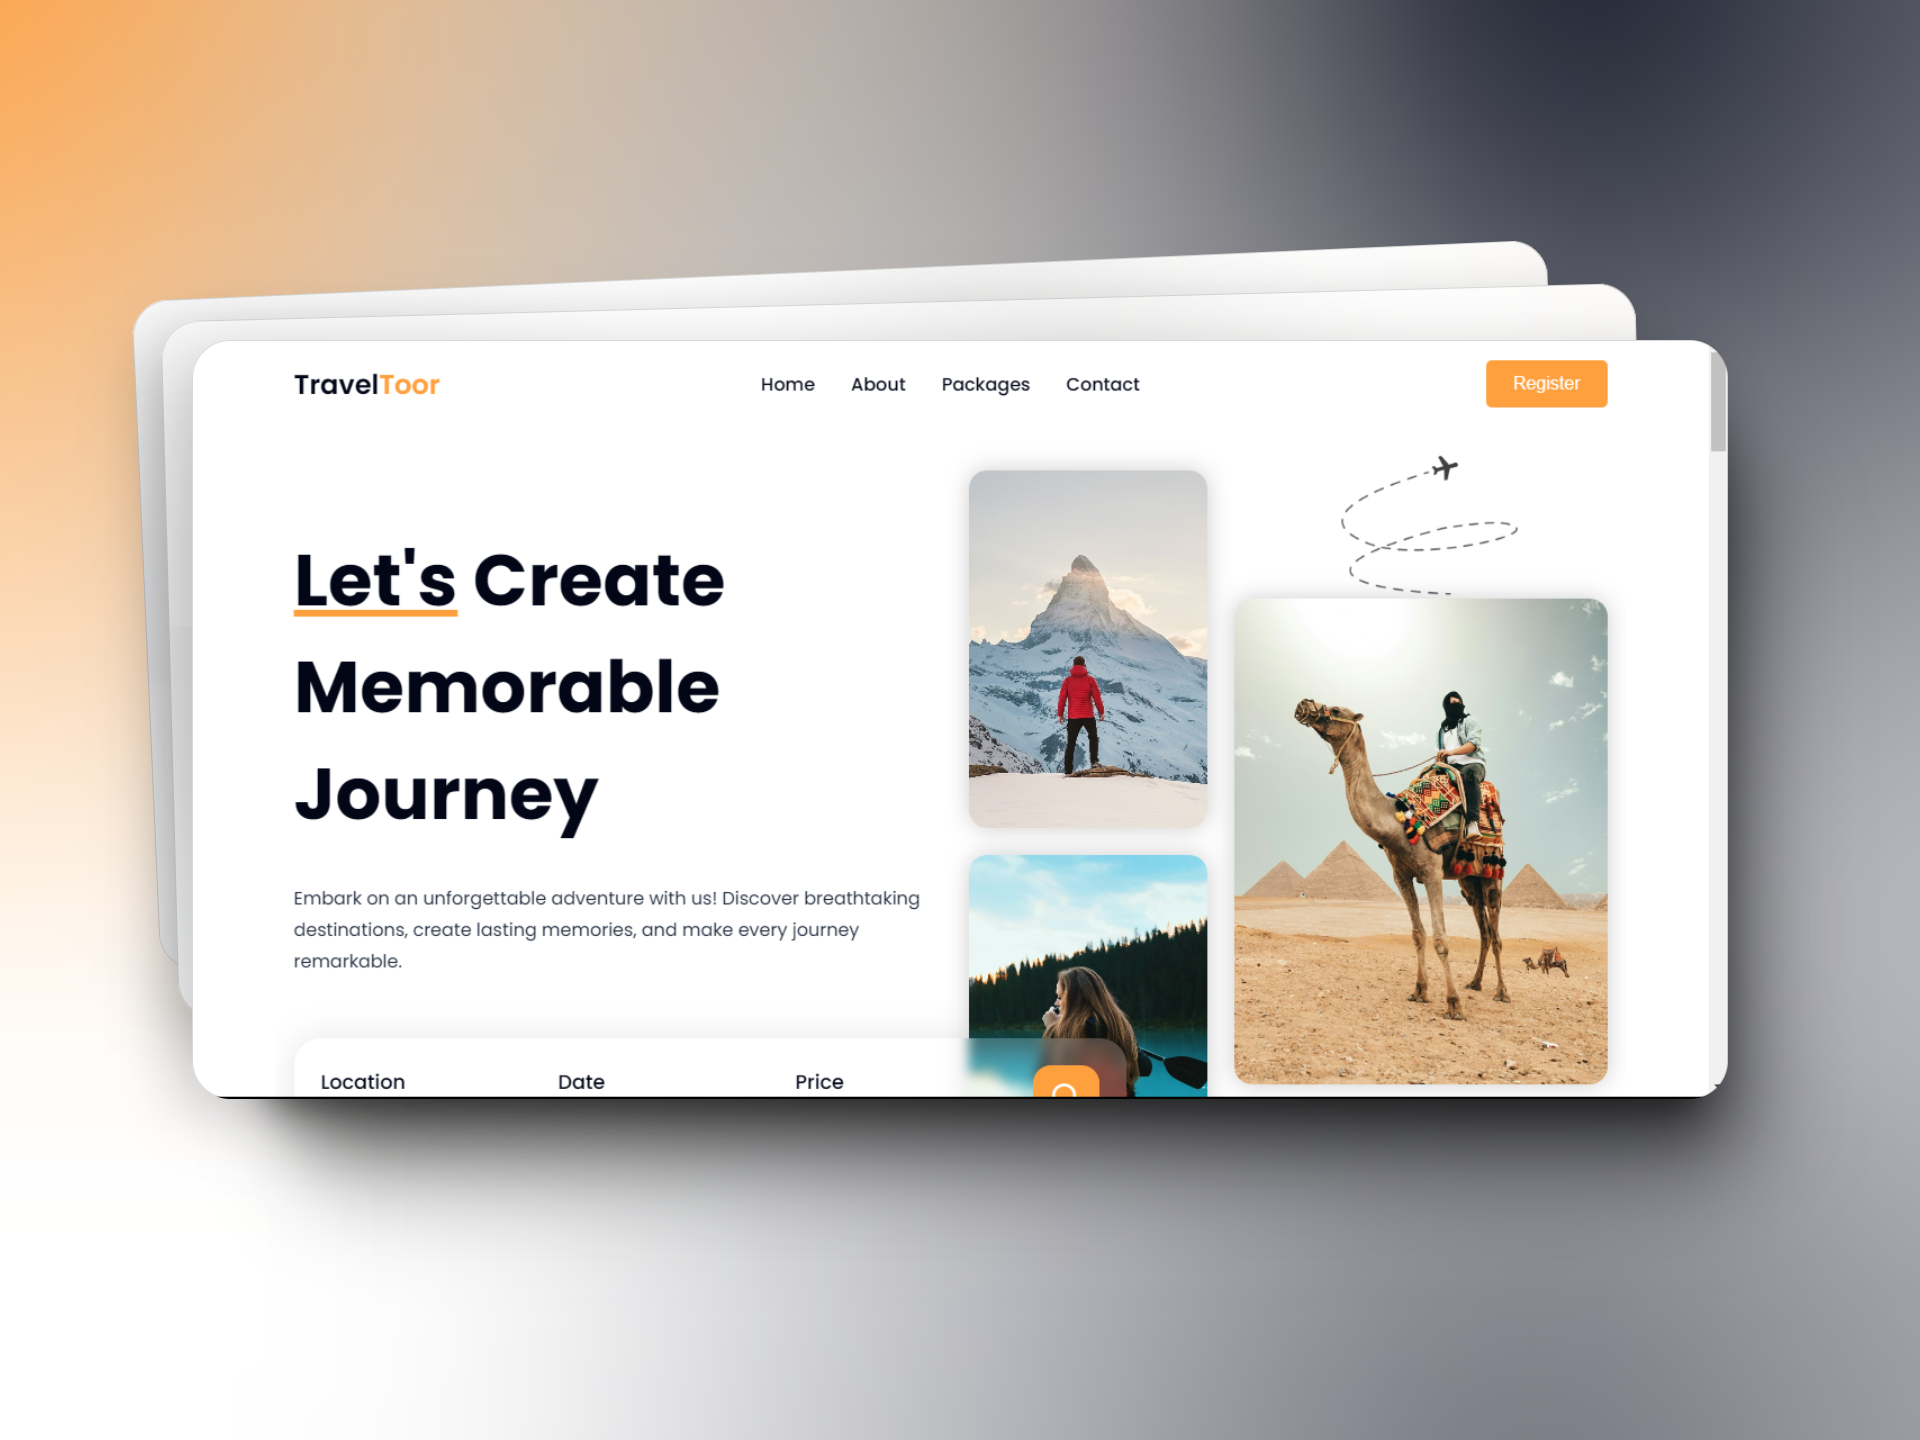 TravelToor
Home About Packages Contact
Register
Let's Create
Memorable
Journey
Embark on an unforgettable adventure with us! Discover breathtaking
destinations, create lasting memories, and make every journey
remarkable.
Location Date Price